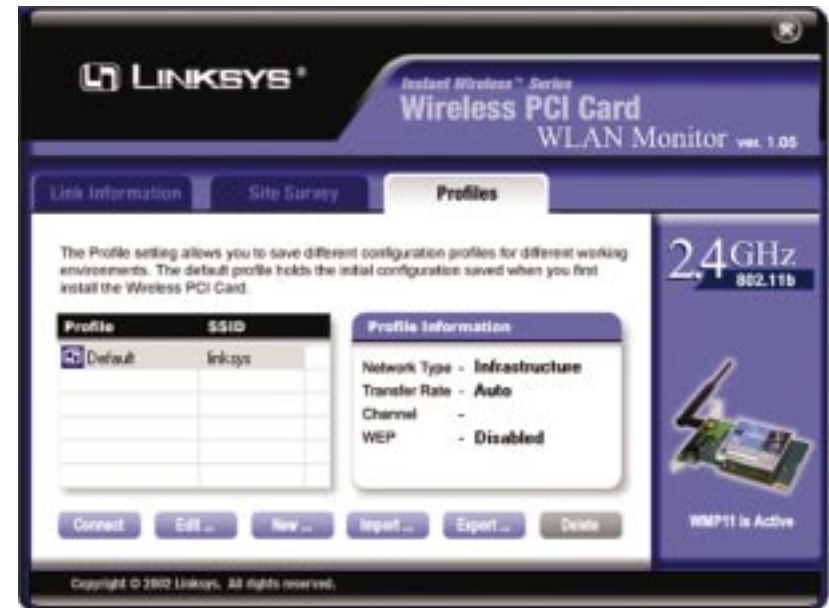 LINKSYS®
Instant Wireless™ Series
Wireless PCI Card
WLAN Monitor ver. 1.05
Link Information
Site Survey
Profiles
The Profile setting allows you to save different configuration profiles for different working
environments. The default profile holds the initial configuration saved when you first
install the Wireless PCI Card.
Profile SSID
Default linksys
Profile Information
Network Type - Infrastructure
Transfer Rate - Auto
Channel -
WEP - Disabled
Connect
Edit ...
New ...
Import ...
Export ...
Delete
2.4 GHz
802.11b
WMP11 is Active
Copyright © 2002 Linksys. All rights reserved.